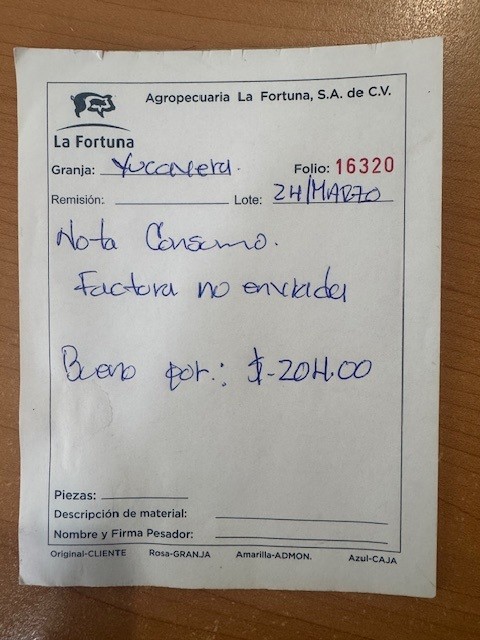 Agropecuaria La Fortuna, S.A. de C.V.
La Fortuna
Granja: Yuccalera. Folio: 16320
Remisión: Lote: 24/MARZO
Nota Consumo.
Factura no enviada
Bueno por: $-204.00
Piezas:
Descripción de material:
Nombre y Firma Pesador:
Original-CLIENTE Rosa-GRANJA Amarilla-ADMON. Azul-CAJA